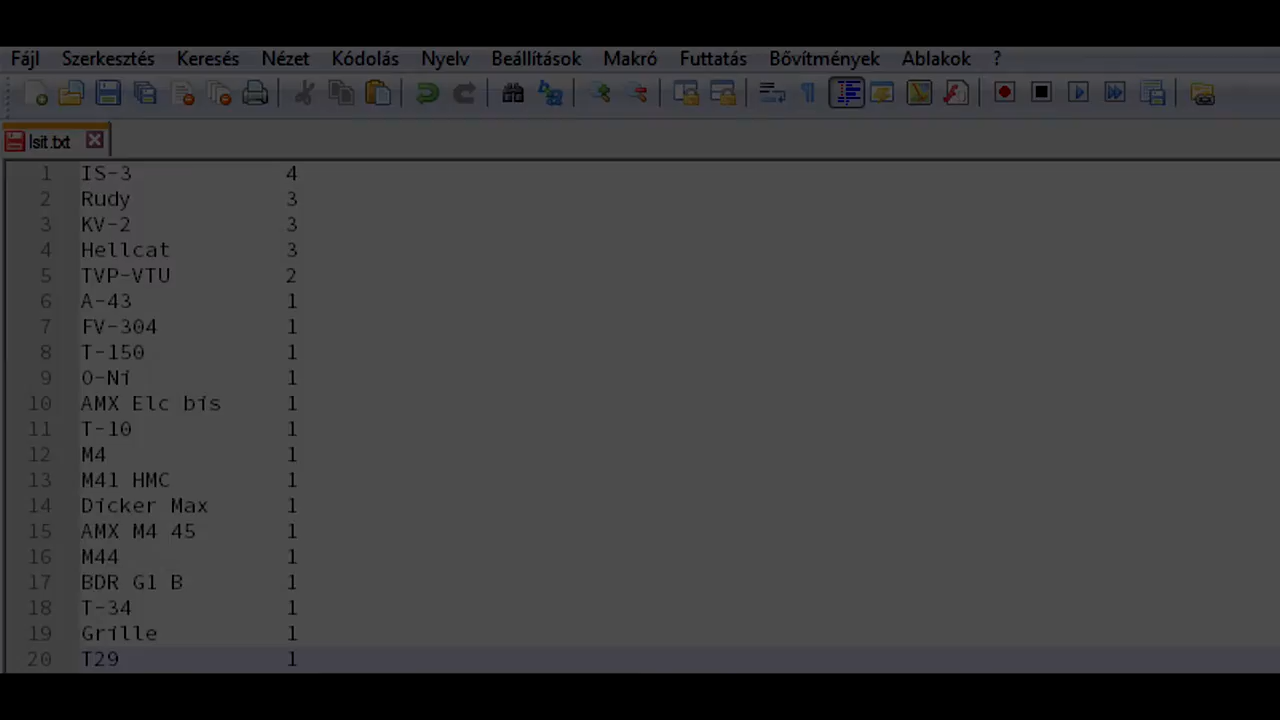 Fájl Szerkesztés Keresés Nézet Kódolás Nyelv Beállítások Makró Futtatás Bővítmények Ablakok ?
lsit.txt
1 IS-3 4
2 Rudy 3
3 KV-2 3
4 Hellcat 3
5 TVP-VTU 2
6 A-43 1
7 FV-304 1
8 T-150 1
9 O-Ni 1
10 AMX Elc bis 1
11 T-10 1
12 M4 1
13 M41 HMC 1
14 Dicker Max 1
15 AMX M4 45 1
16 M44 1
17 BDR G1 B 1
18 T-34 1
19 Grille 1
20 T29 1